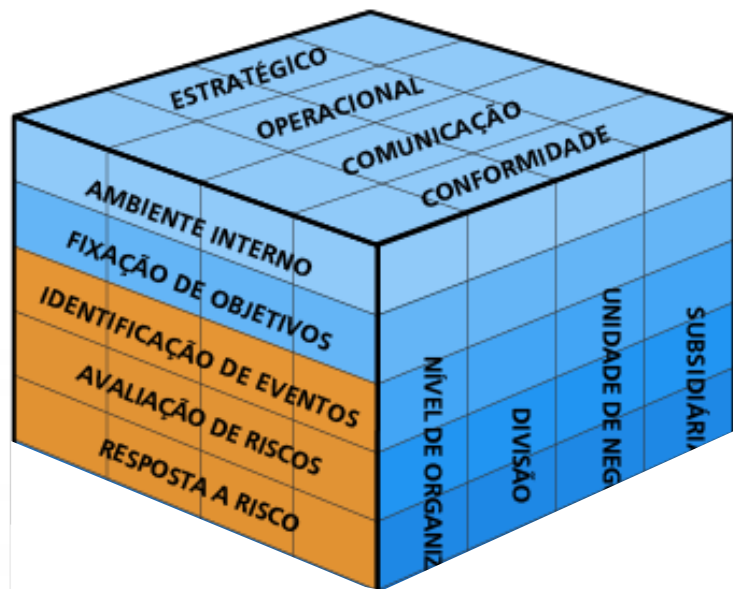 ESTRATÉGICO
OPERACIONAL
COMUNICAÇÃO
CONFORMIDADE
AMBIENTE INTERNO
FIXAÇÃO DE OBJETIVOS
IDENTIFICAÇÃO DE EVENTOS
AVALIAÇÃO DE RISCOS
RESPOSTA A RISCO
NÍVEL DE ORGANIZ
DIVISÃO
UNIDADE DE NEG
SUBSIDIÁRIA